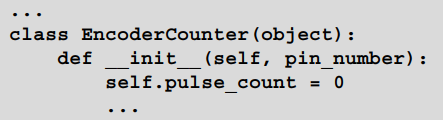 ...
class EncoderCounter(object):
    def __init__(self, pin_number):
        self.pulse_count = 0
        ...